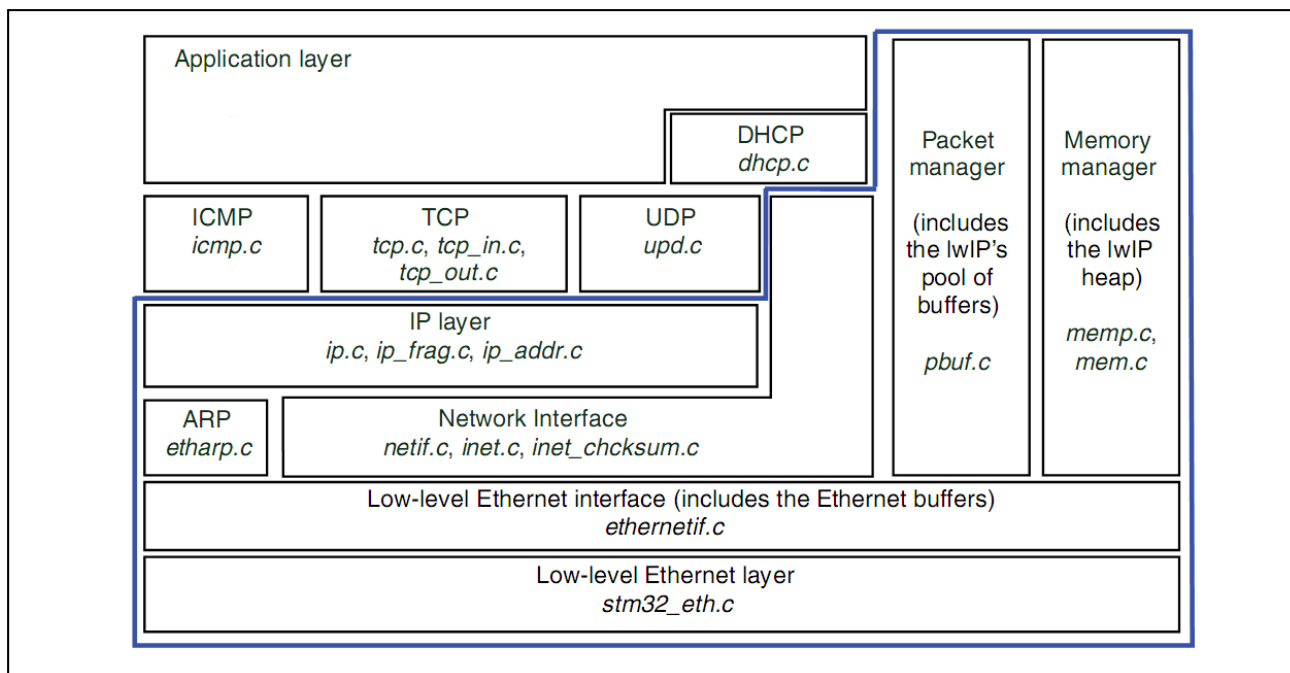 Application layer
DHCP
dhcp.c
Packet
manager
(includes
the lwIP's
pool of
buffers)
pbuf.c
Memory
manager
(includes
the lwIP
heap)
memp.c,
mem.c
ICMP
icmp.c
TCP
tcp.c, tcp_in.c,
tcp_out.c
UDP
upd.c
IP layer
ip.c, ip_frag.c, ip_addr.c
ARP
etharp.c
Network Interface
netif.c, inet.c, inet_chcksum.c
Low-level Ethernet interface (includes the Ethernet buffers)
ethernetif.c
Low-level Ethernet layer
stm32_eth.c